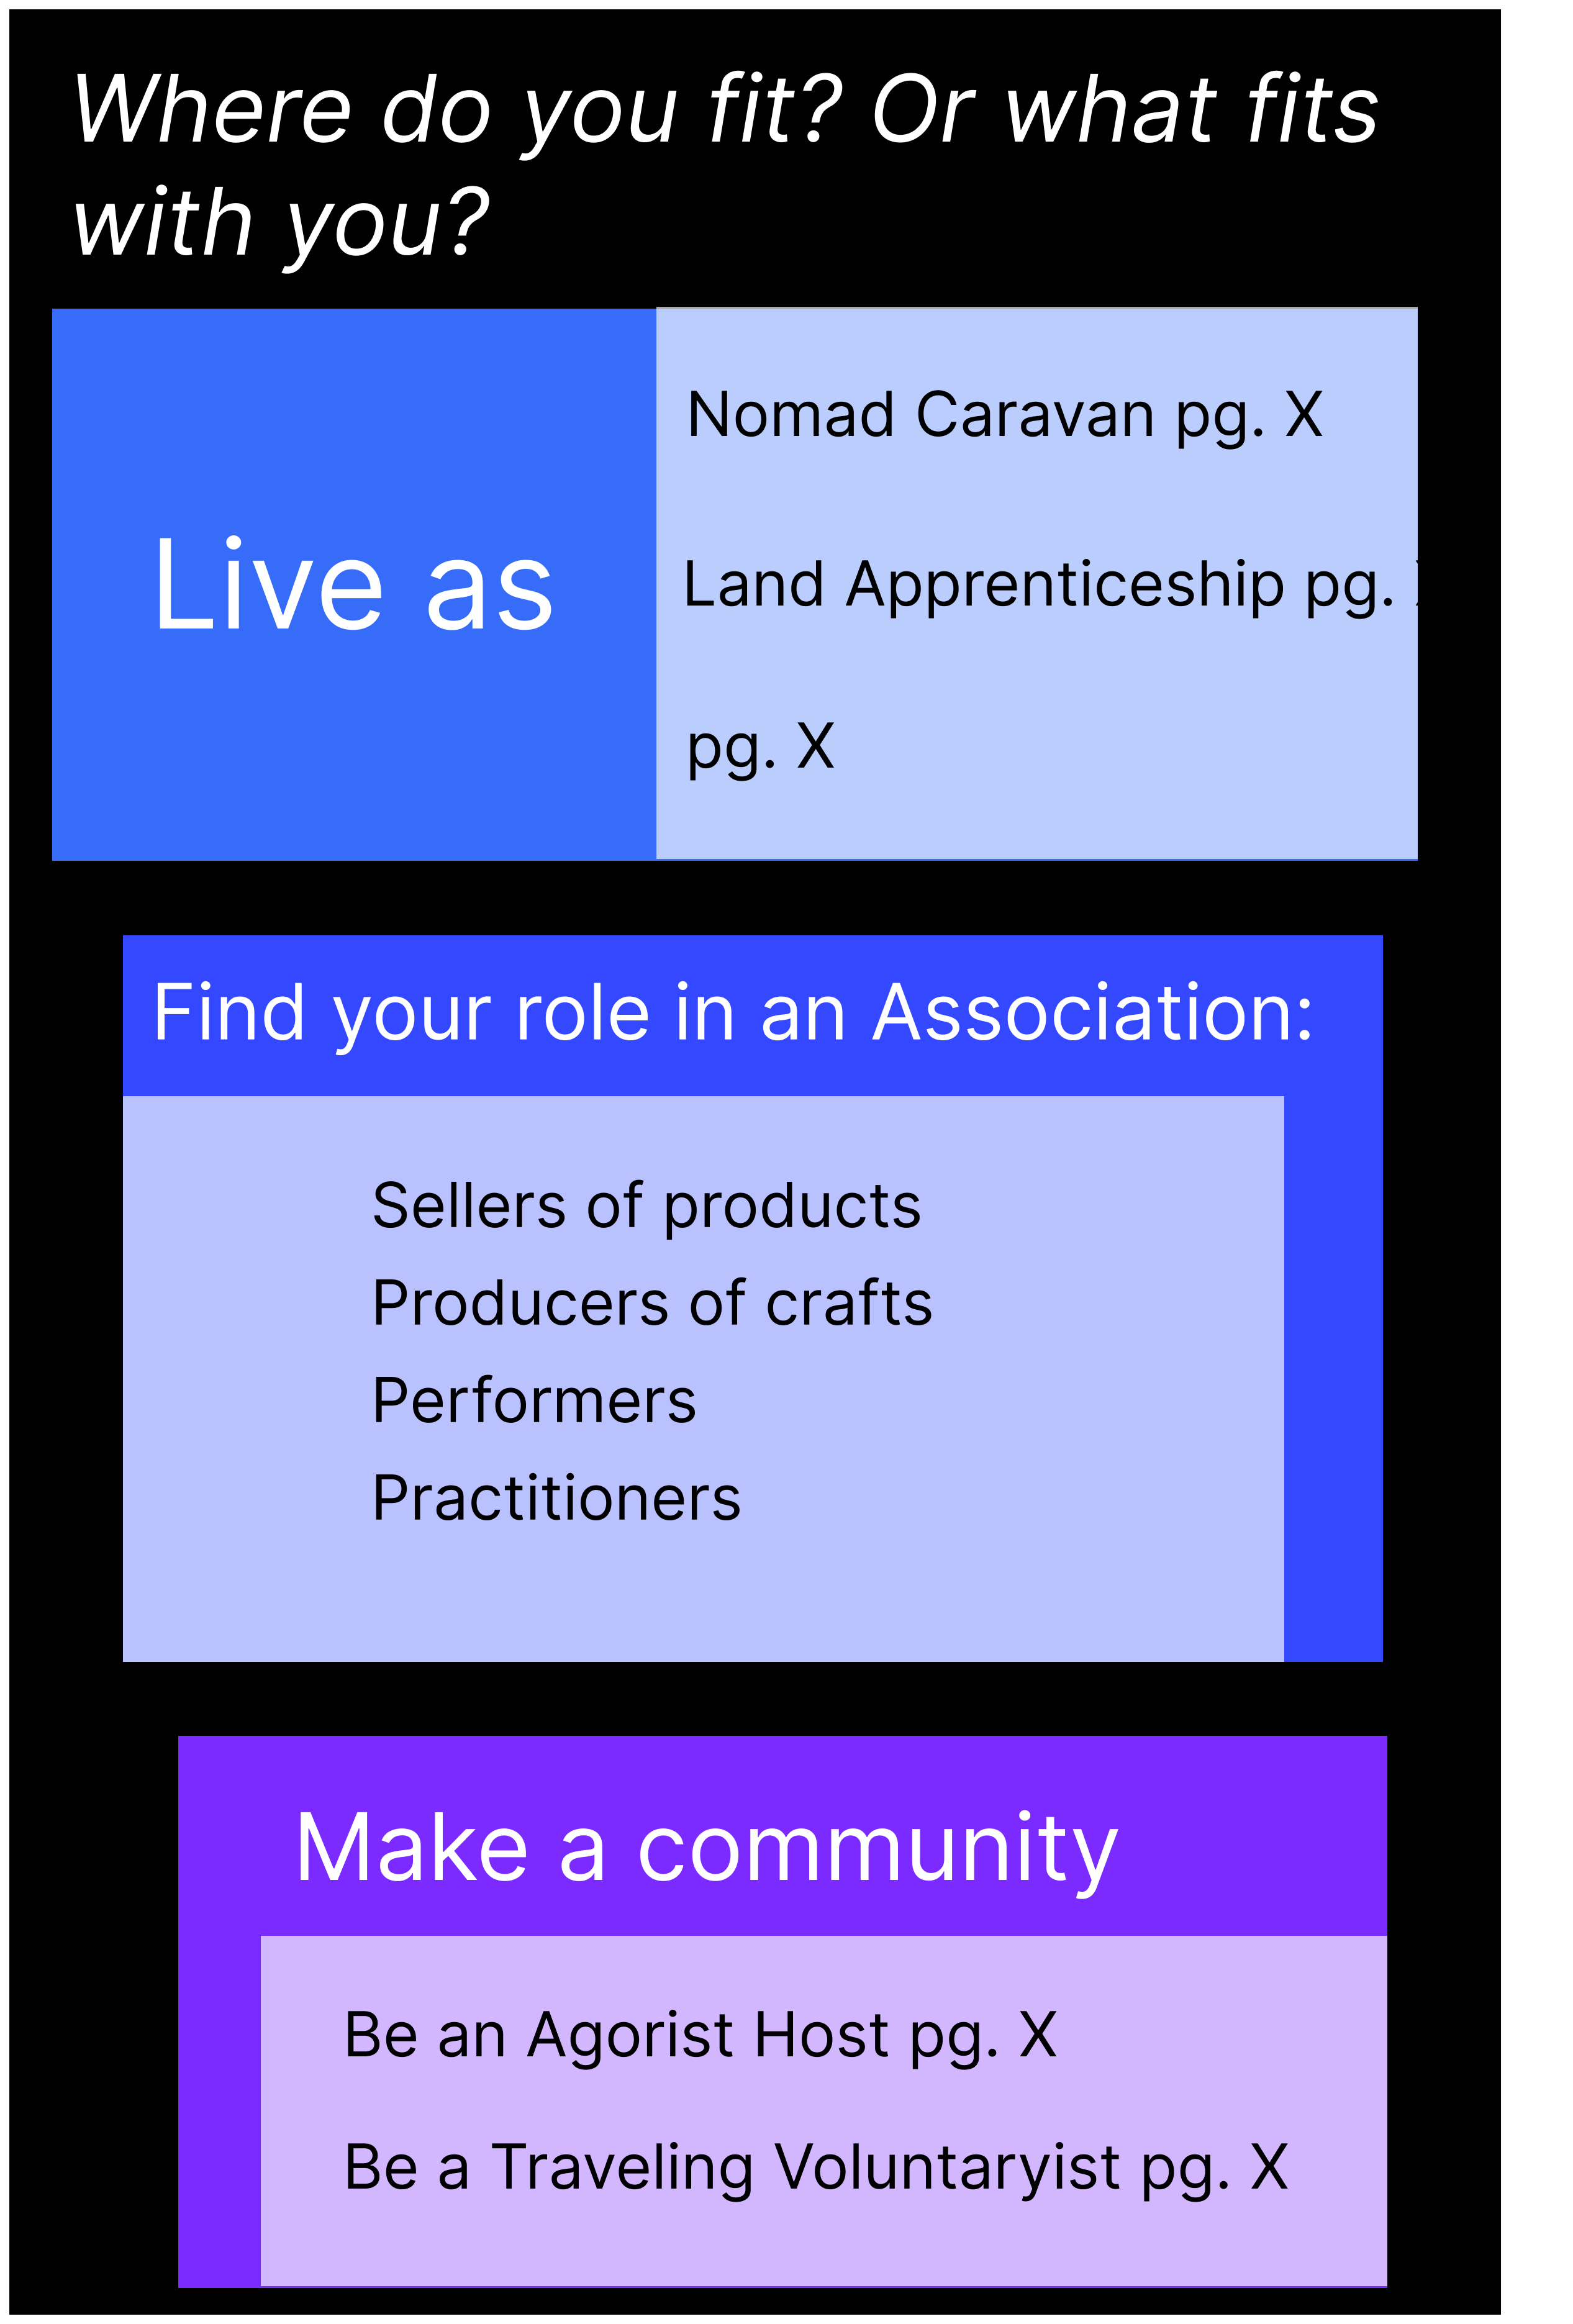 Where do you fit? Or what fits
with you?
Live as
Nomad Caravan pg. X
Land Apprenticeship pg.
pg. X
Find your role in an Association:
Sellers of products
Producers of crafts
Performers
Practitioners
Make a community
Be an Agorist Host pg. X
Be a Traveling Voluntaryist pg. X